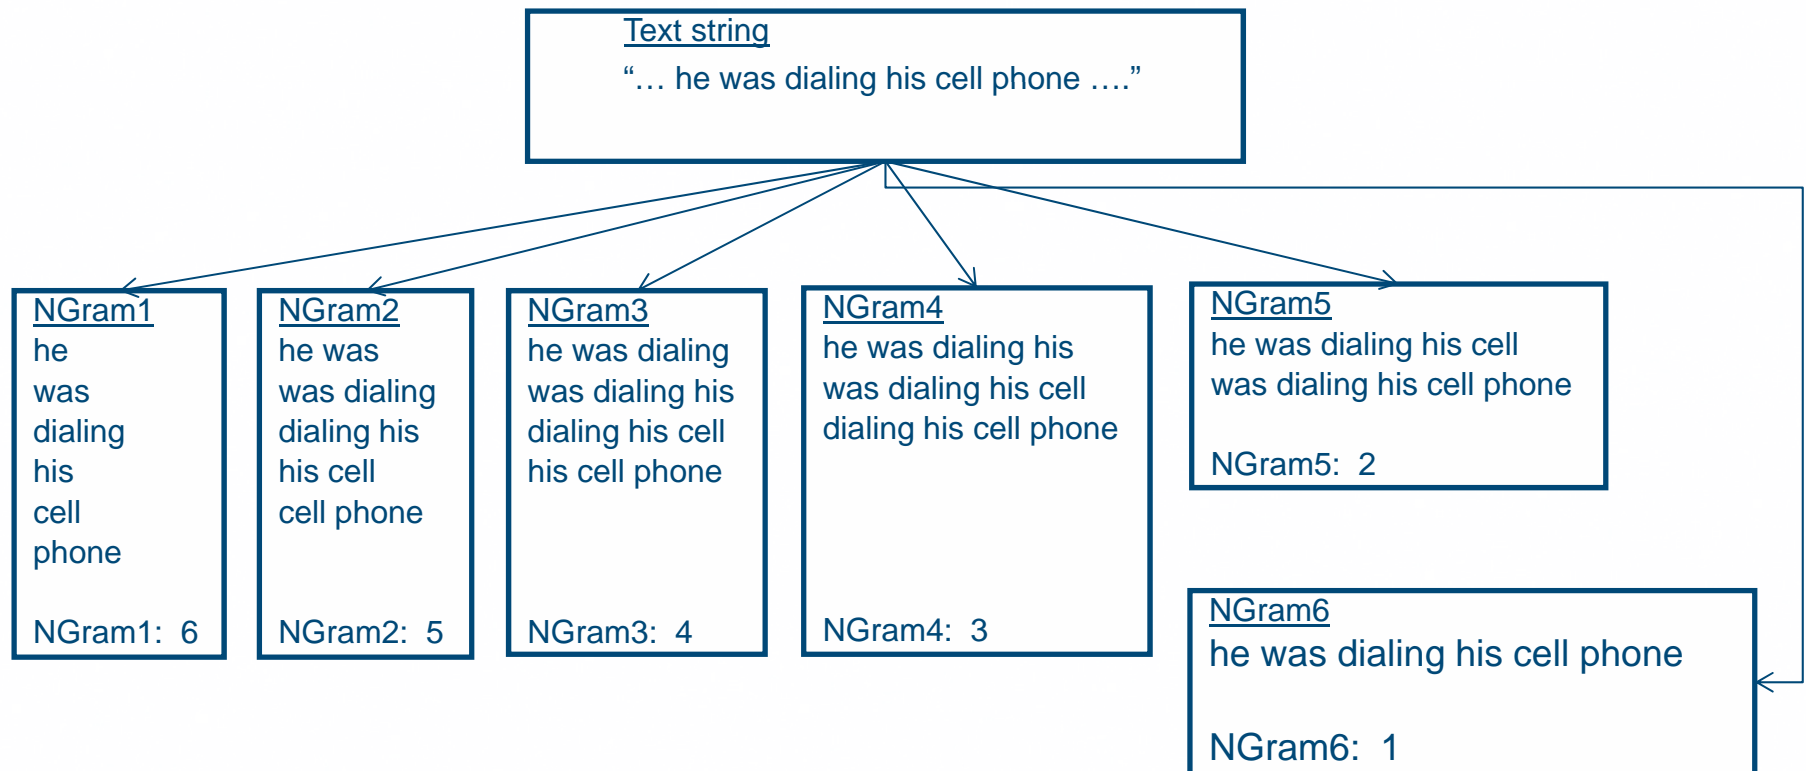 Text string
“… he was dialing his cell phone ….”
NGram1
he
was
dialing
his
cell
phone
NGram1: 6
NGram2
he was
was dialing
dialing his
his cell
cell phone
NGram2: 5
NGram3
he was dialing
was dialing his
dialing his cell
his cell phone
NGram3: 4
NGram4
he was dialing his
was dialing his cell
dialing his cell phone
NGram4: 3
NGram5
he was dialing his cell
was dialing his cell phone
NGram5: 2
NGram6
he was dialing his cell phone
NGram6: 1